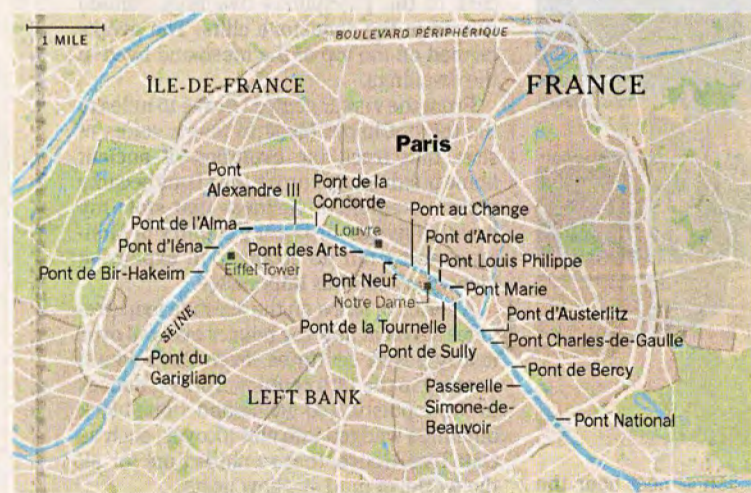 1 MILE
BOULEVARD PÉRIPHÉRIQUE
ÎLE-DE-FRANCE
FRANCE
Paris
Pont
Alexandre III
Pont de la
Concorde
Pont au Change
Louvre
Pont de l'Alma
Pont d'Arcole
Pont d'Iéna
Pont des Arts
Pont Louis Philippe
Eiffel Tower
Pont de Bir-Hakeim
Pont Neuf
Pont Marie
Notre Dame
Pont d'Austerlitz
SEINE
Pont de la Tournelle
Pont Charles-de-Gaulle
Pont de Sully
Pont du
Garigliano
Pont de Bercy
LEFT BANK
Passerelle
Simone-de-
Beauvoir
Pont National